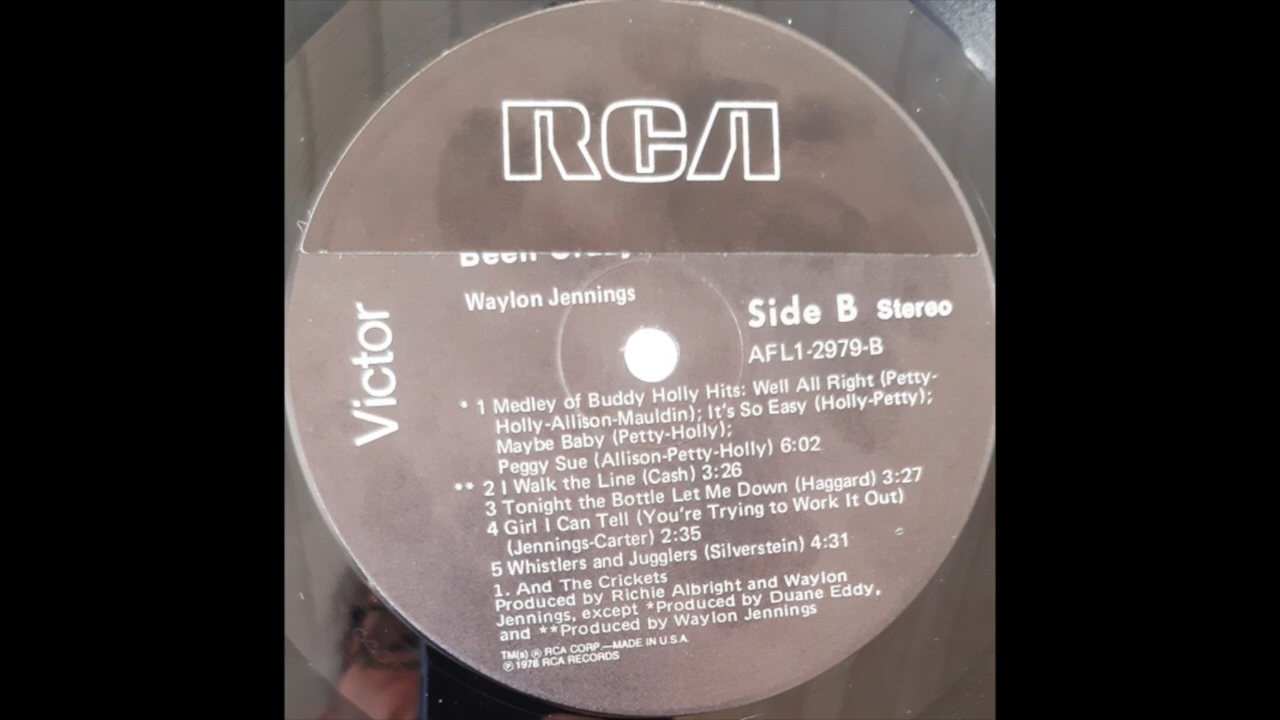 RCA
Been Crazy
Waylon Jennings
Victor
Side B Stereo
AFL1-2979-B
* 1 Medley of Buddy Holly Hits: Well All Right (Petty-
Holly-Allison-Mauldin); It's So Easy (Holly-Petty);
Maybe Baby (Petty-Holly);
Peggy Sue (Allison-Petty-Holly) 6:02
** 2 I Walk the Line (Cash) 3:26
3 Tonight the Bottle Let Me Down (Haggard) 3:27
4 Girl I Can Tell (You're Trying to Work It Out)
(Jennings-Carter) 2:35
5 Whistlers and Jugglers (Silverstein) 4:31
1. And The Crickets
Produced by Richie Albright and Waylon
Jennings, except *Produced by Duane Eddy,
and **Produced by Waylon Jennings
TM(s) ® RCA CORP.—MADE IN U.S.A.
℗ 1978 RCA RECORDS